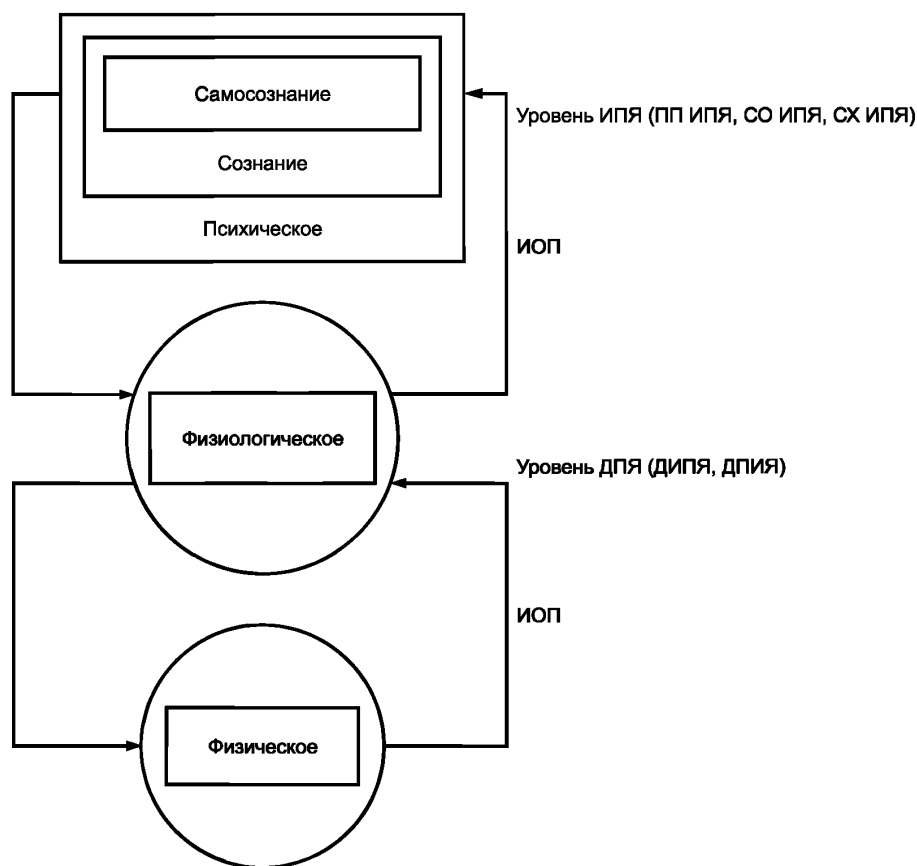 Самосознание
Уровень ИПЯ (ПП ИПЯ, СО ИПЯ, СХ ИПЯ)
Сознание
Психическое
ИОП
Физиологическое
Уровень ДПЯ (ДИПЯ, ДПИЯ)
ИОП
Физическое